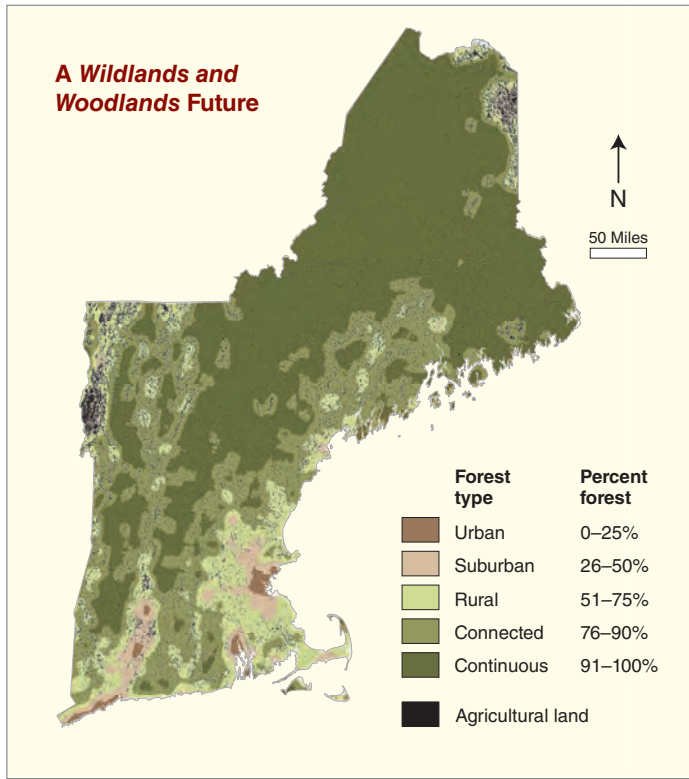 A Wildlands and
Woodlands Future
N
50 Miles
Forest type Percent forest
Urban 0–25%
Suburban 26–50%
Rural 51–75%
Connected 76–90%
Continuous 91–100%
Agricultural land